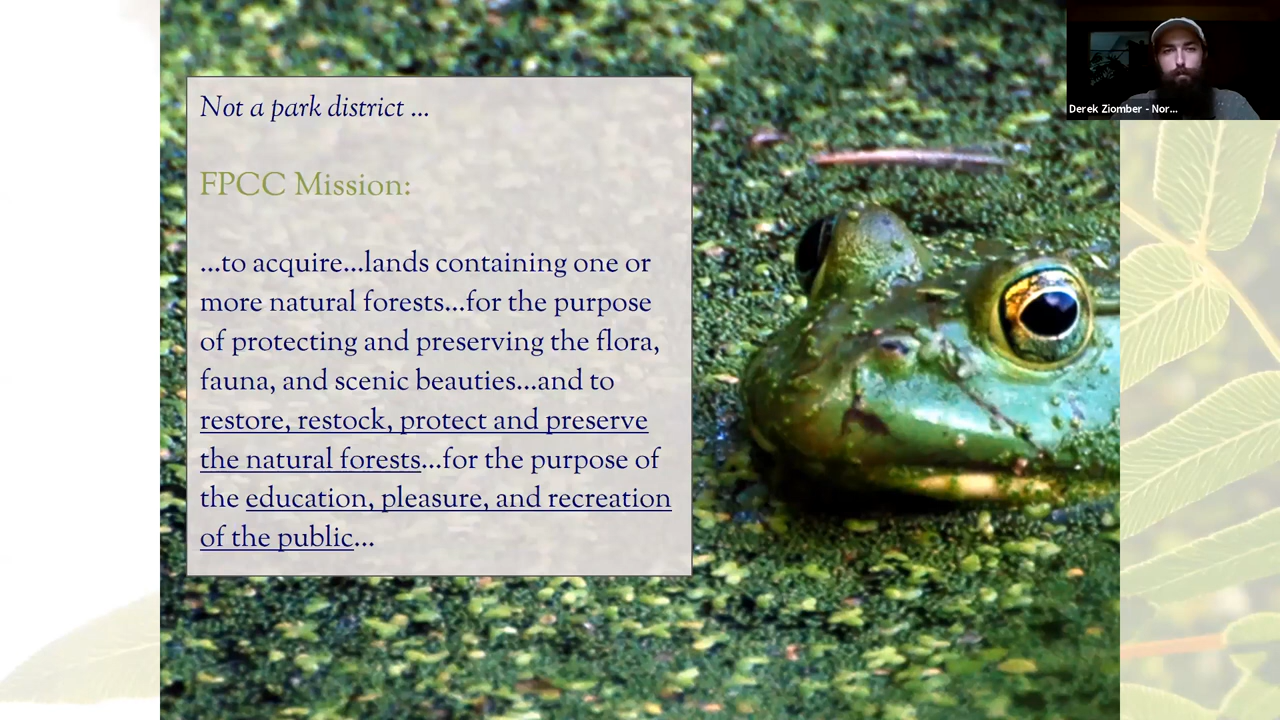 Not a park district ...
FPCC Mission:
...to acquire...lands containing one or
more natural forests...for the purpose
of protecting and preserving the flora,
fauna, and scenic beauties...and to
restore, restock, protect and preserve
the natural forests...for the purpose of
the education, pleasure, and recreation
of the public...
Derek Ziomber - Nor...